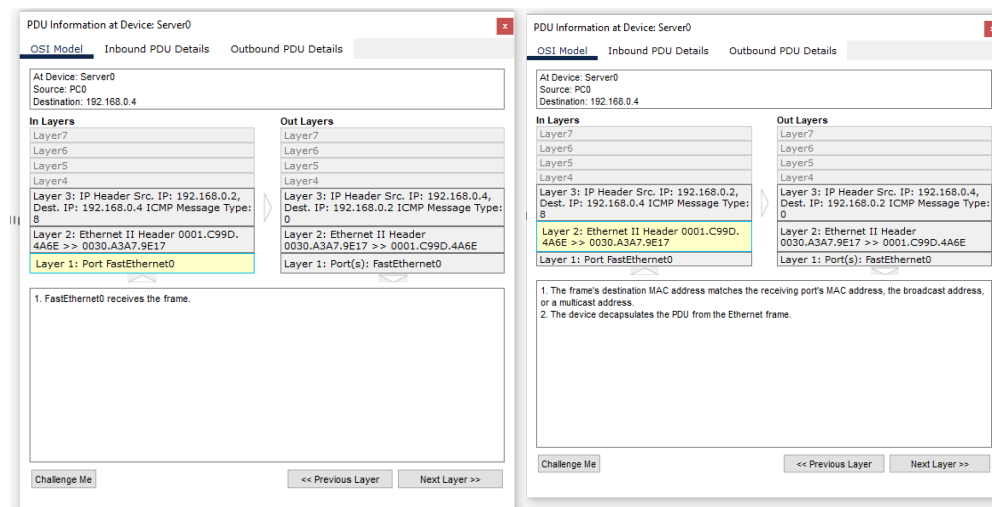 PDU Information at Device: Server0
x
OSI Model Inbound PDU Details Outbound PDU Details
At Device: Server0
Source: PC0
Destination: 192.168.0.4
In Layers
Layer7
Layer6
Layer5
Layer4
Layer 3: IP Header Src. IP: 192.168.0.2,
Dest. IP: 192.168.0.4 ICMP Message Type:
8
Layer 2: Ethernet II Header 0001.C99D.
4A6E >> 0030.A3A7.9E17
Layer 1: Port FastEthernet0
Out Layers
Layer7
Layer6
Layer5
Layer4
Layer 3: IP Header Src. IP: 192.168.0.4,
Dest. IP: 192.168.0.2 ICMP Message Type:
0
Layer 2: Ethernet II Header
0030.A3A7.9E17 >> 0001.C99D.4A6E
Layer 1: Port(s): FastEthernet0
1. FastEthernet0 receives the frame.
Challenge Me
<< Previous Layer
Next Layer >>
PDU Information at Device: Server0
x
OSI Model Inbound PDU Details Outbound PDU Details
At Device: Server0
Source: PC0
Destination: 192.168.0.4
In Layers
Layer7
Layer6
Layer5
Layer4
Layer 3: IP Header Src. IP: 192.168.0.2,
Dest. IP: 192.168.0.4 ICMP Message Type:
8
Layer 2: Ethernet II Header 0001.C99D.
4A6E >> 0030.A3A7.9E17
Layer 1: Port FastEthernet0
Out Layers
Layer7
Layer6
Layer5
Layer4
Layer 3: IP Header Src. IP: 192.168.0.4,
Dest. IP: 192.168.0.2 ICMP Message Type:
0
Layer 2: Ethernet II Header
0030.A3A7.9E17 >> 0001.C99D.4A6E
Layer 1: Port(s): FastEthernet0
1. The frame's destination MAC address matches the receiving port's MAC address, the broadcast address,
or a multicast address.
2. The device decapsulates the PDU from the Ethernet frame.
Challenge Me
<< Previous Layer
Next Layer >>